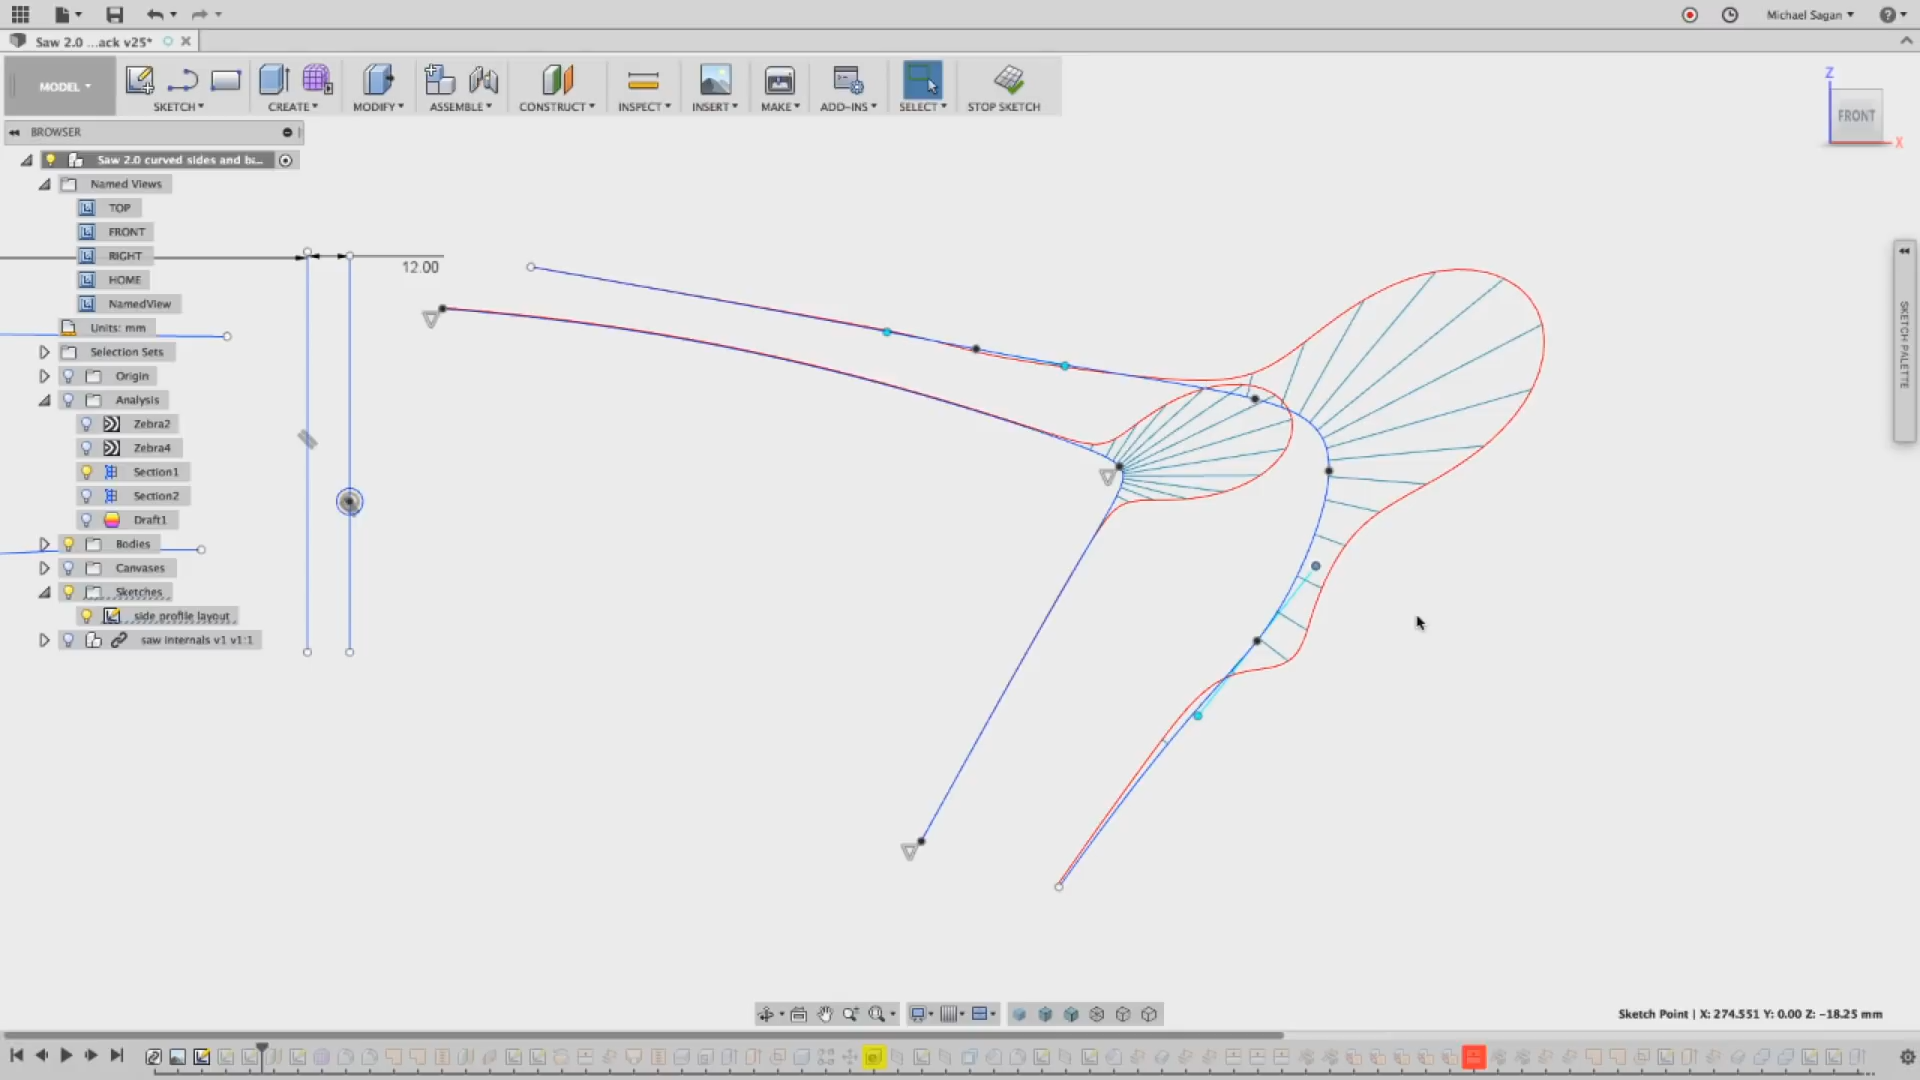 Michael Sagan
Saw 2.0 ...ack v25*
MODEL
SKETCH
CREATE
MODIFY
ASSEMBLE
CONSTRUCT
INSPECT
INSERT
MAKE
ADD-INS
SELECT
STOP SKETCH
Z
FRONT
X
BROWSER
Saw 2.0 curved sides and ba...
Named Views
TOP
FRONT
RIGHT
HOME
NamedView
Units: mm
Selection Sets
Origin
Analysis
Zebra2
Zebra4
Section1
Section2
Draft1
Bodies
Canvases
Sketches
side profile layout
saw internals v1 v1:1
12.00
SKETCH PALETTE
Sketch Point | X: 274.551 Y: 0.00 Z: -18.25 mm